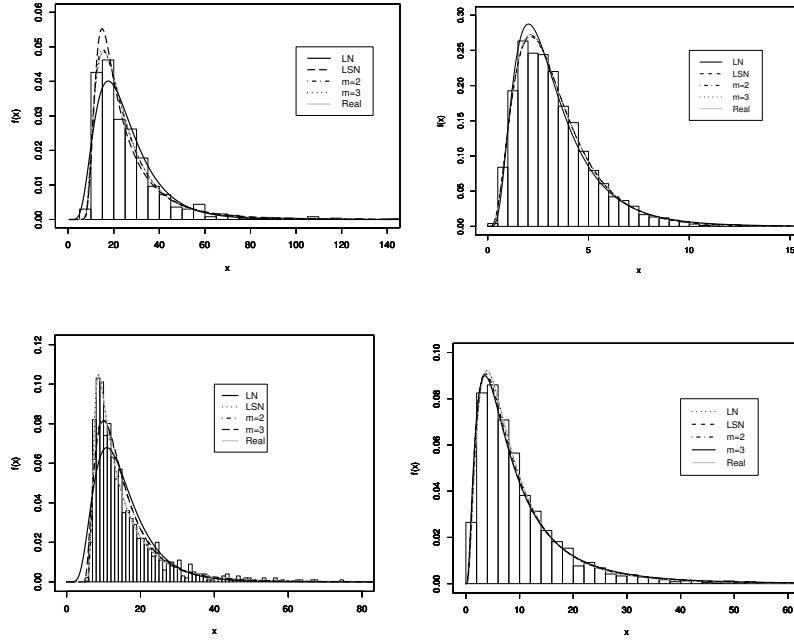 0.06
0.05
0.04
0.03
0.02
0.01
0.00
f(x)
LN
LSN
m=2
m=3
Real
0 20 40 60 80 100 120 140
x
0.30
0.25
0.20
0.15
0.10
0.05
0.00
f(x)
LN
LSN
m=2
m=3
Real
0 5 10 15
x
0.12
0.10
0.08
0.06
0.04
0.02
0.00
f(x)
LN
LSN
m=2
m=3
Real
0 20 40 60 80
x
0.10
0.08
0.06
0.04
0.02
0.00
f(x)
LN
LSN
m=2
m=3
Real
0 10 20 30 40 50 60
x